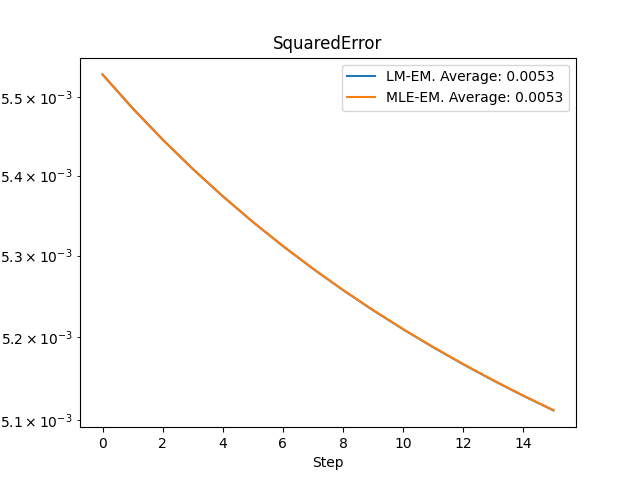 SquaredError
LM-EM. Average: 0.0053
MLE-EM. Average: 0.0053
5.5 × 10⁻³
5.4 × 10⁻³
5.3 × 10⁻³
5.2 × 10⁻³
5.1 × 10⁻³
0 2 4 6 8 10 12 14
Step